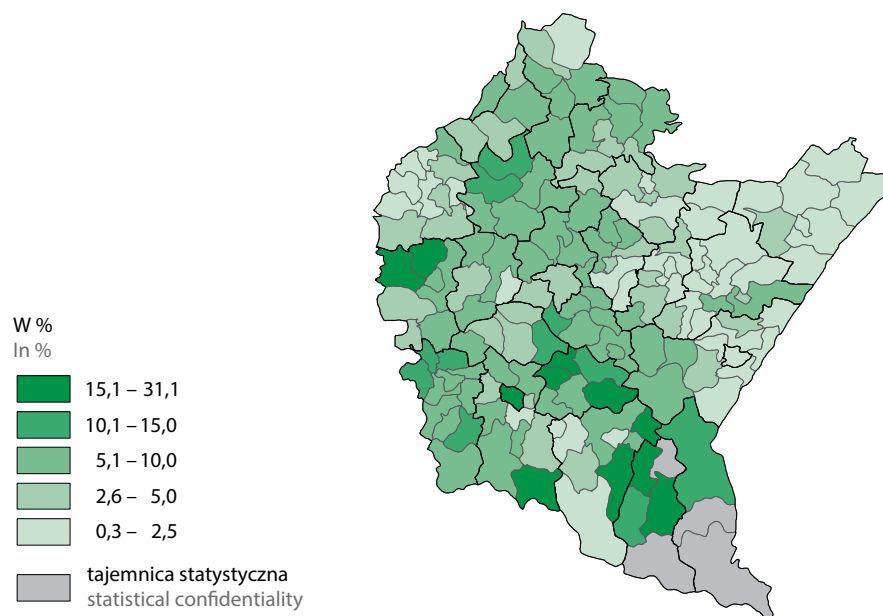 W %
In %
15,1 – 31,1
10,1 – 15,0
5,1 – 10,0
2,6 – 5,0
0,3 – 2,5
tajemnica statystyczna
statistical confidentiality